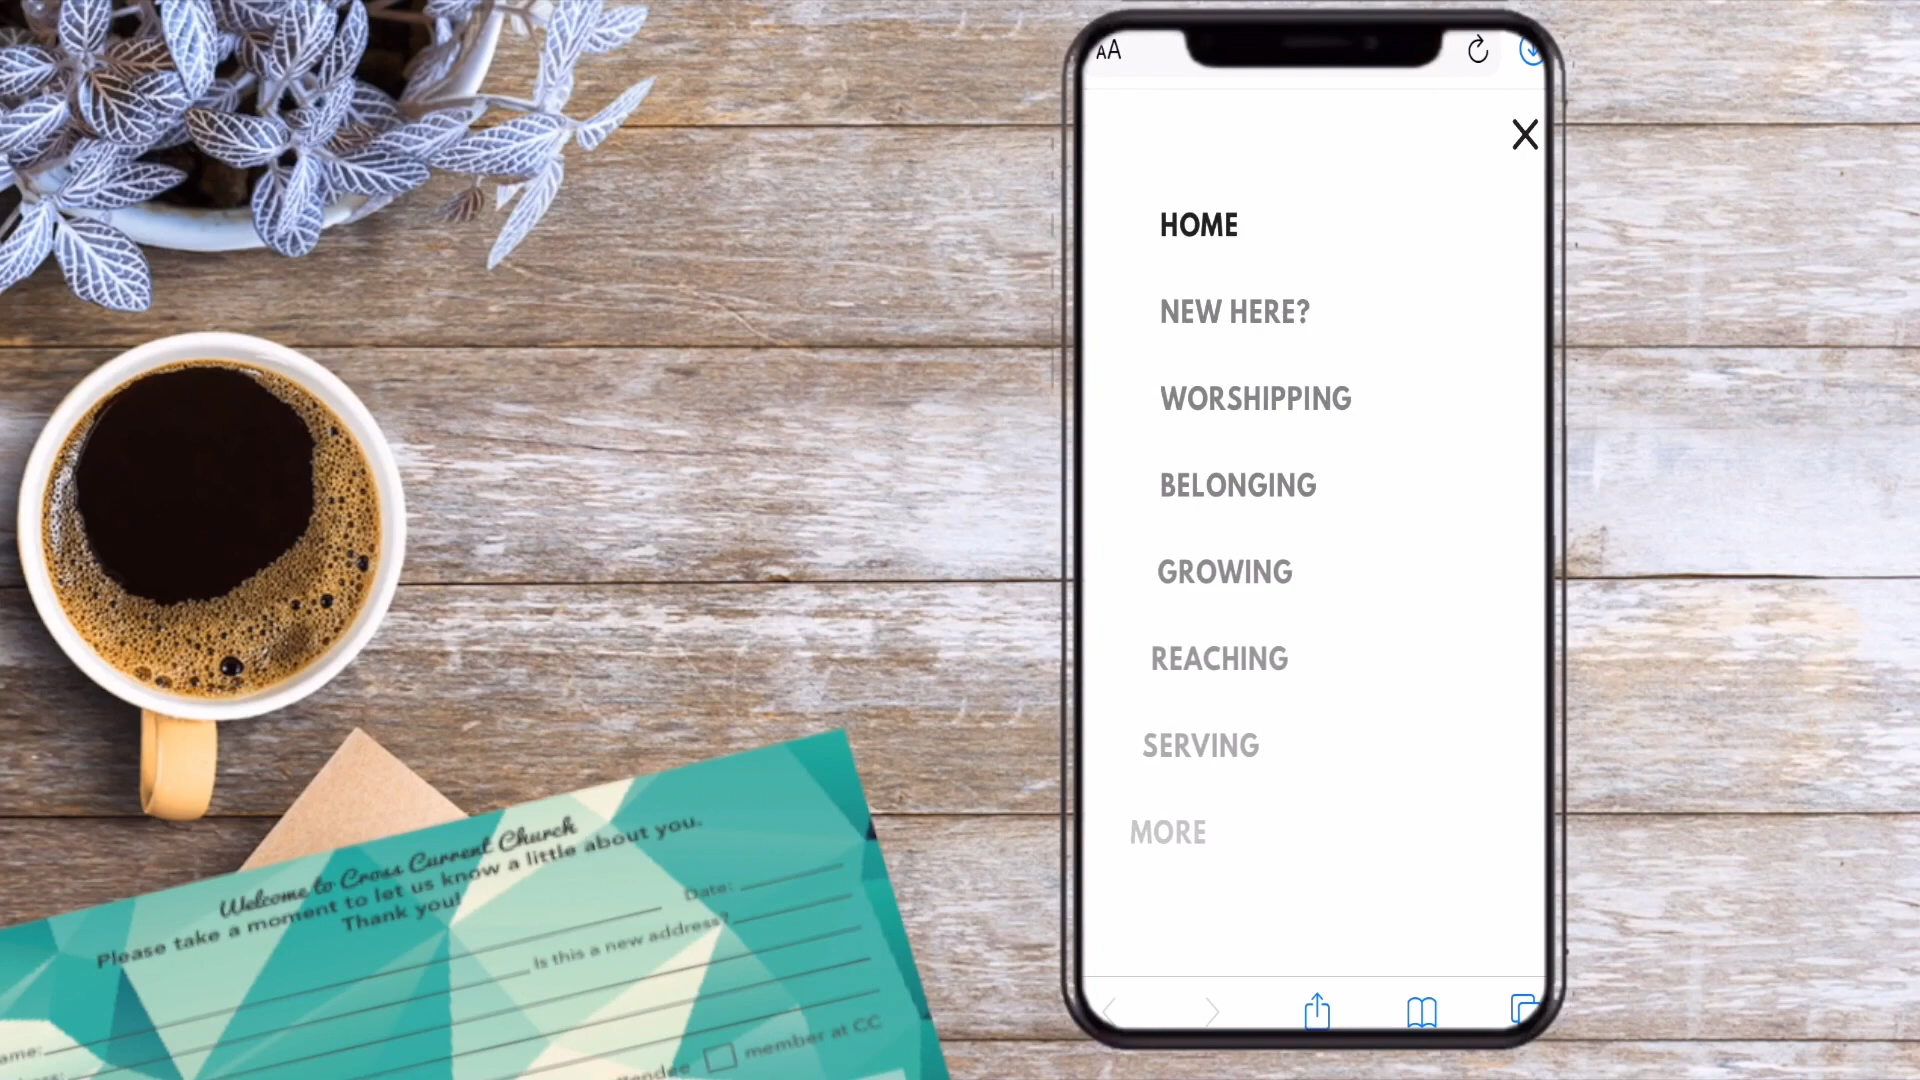 AA
HOME
NEW HERE?
WORSHIPPING
BELONGING
GROWING
REACHING
SERVING
MORE
Welcome to Cross Current Church
Please take a moment to let us know a little about you.
Thank you!
Date:
Is this a new address?
member at CC